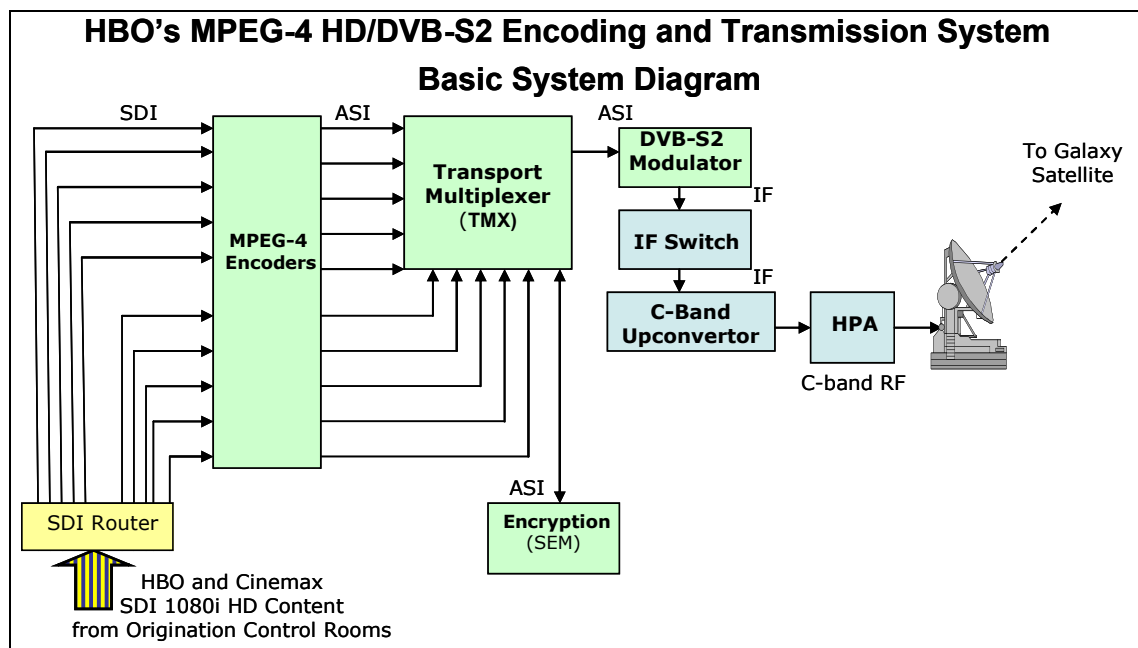 HBO's MPEG-4 HD/DVB-S2 Encoding and Transmission System
Basic System Diagram
SDI
ASI
ASI
MPEG-4
Encoders
Transport
Multiplexer
(TMX)
DVB-S2
Modulator
IF
IF Switch
IF
C-Band
Upconvertor
HPA
C-band RF
To Galaxy
Satellite
ASI
Encryption
(SEM)
SDI Router
HBO and Cinemax
SDI 1080i HD Content
from Origination Control Rooms